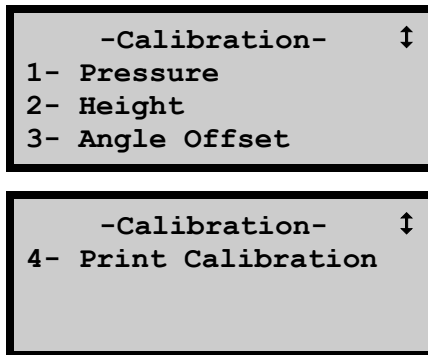 -Calibration- ↕
1- Pressure
2- Height
3- Angle Offset
-Calibration- ↕
4- Print Calibration